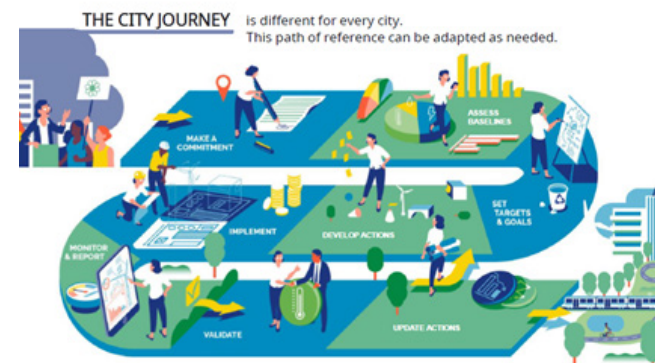 THE CITY JOURNEY
is different for every city.
This path of reference can be adapted as needed.
MAKE A
COMMITMENT
ASSESS
BASELINES
SET
TARGETS
& GOALS
DEVELOP ACTIONS
IMPLEMENT
MONITOR
& REPORT
VALIDATE
UPDATE ACTIONS